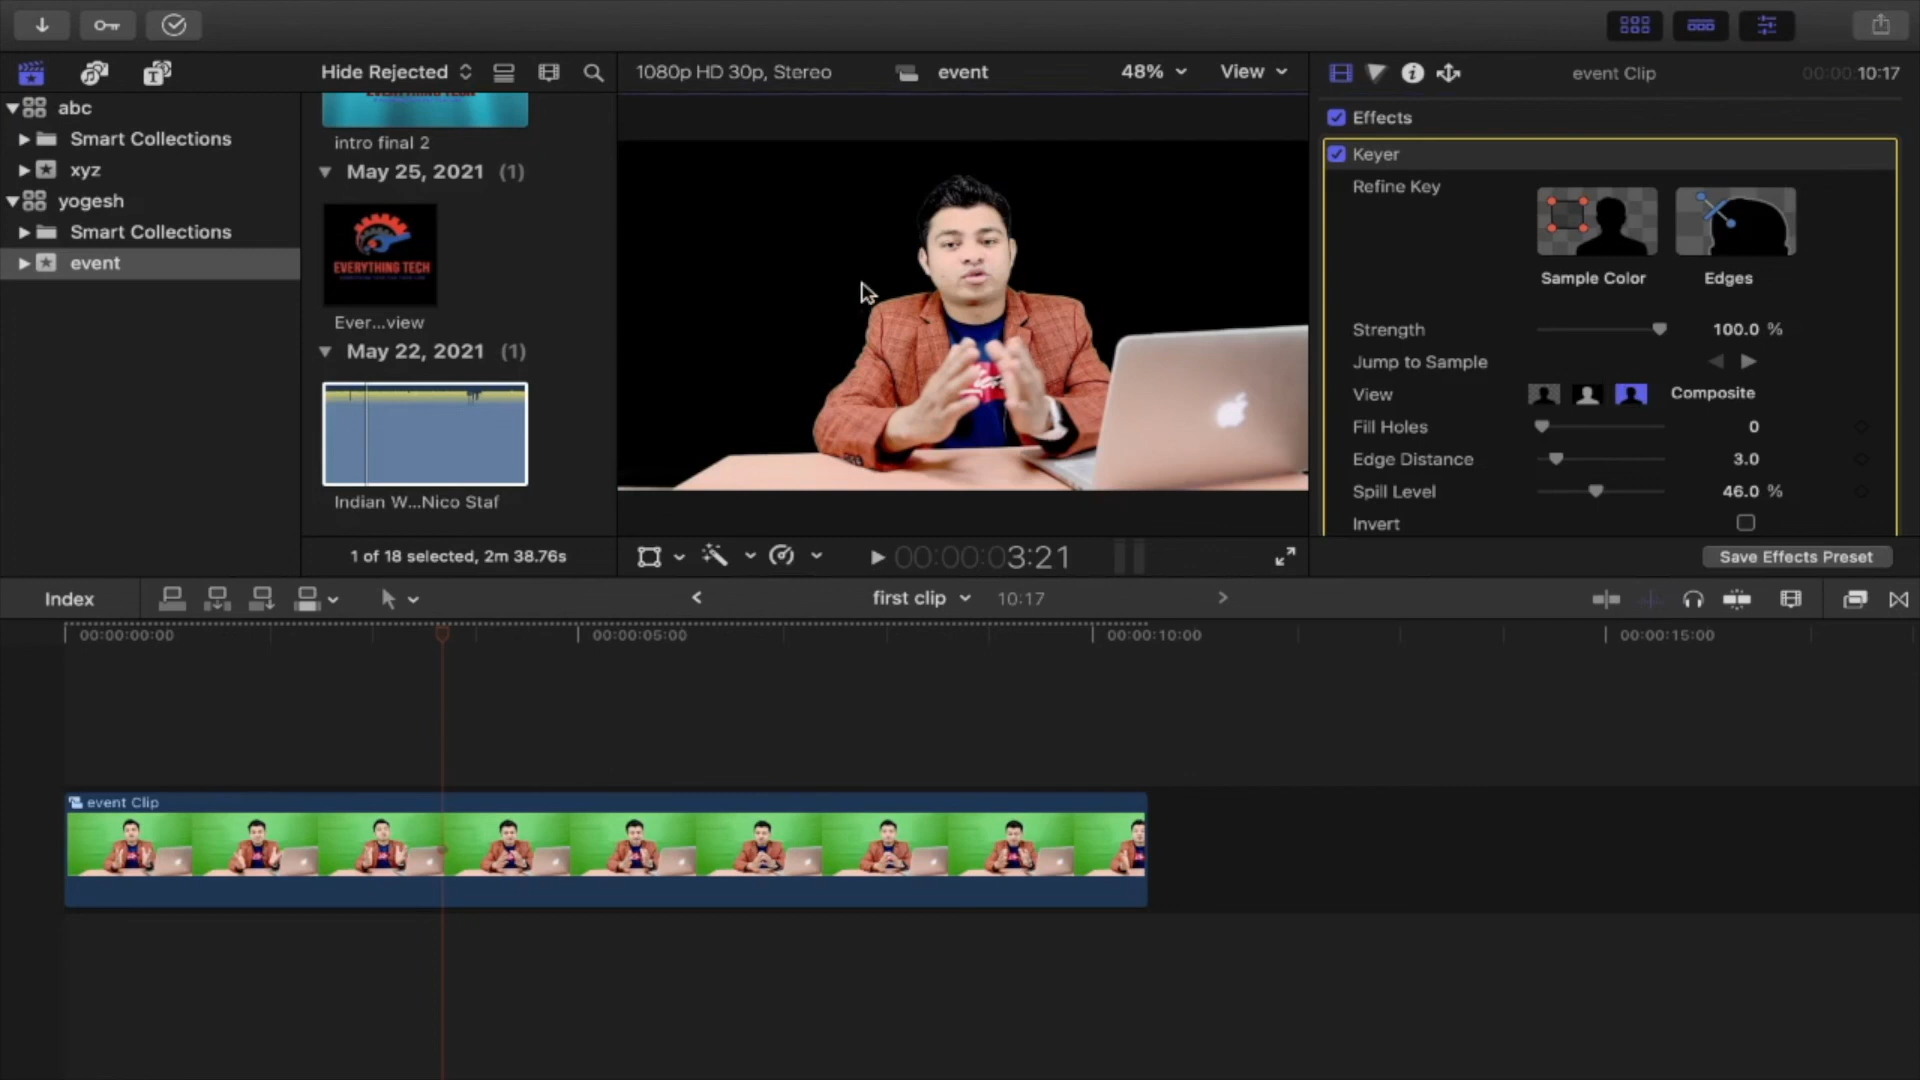 Hide Rejected
1080p HD 30p, Stereo
event
48%
View
event Clip
00:00:10:17
abc
Smart Collections
xyz
yogesh
Smart Collections
event
EVERYTHING TECH
intro final 2
May 25, 2021 (1)
EVERYTHING TECH
Ever...view
May 22, 2021 (1)
Indian W...Nico Staf
1 of 18 selected, 2m 38.76s
00:00:03:21
Effects
Keyer
Refine Key
Sample Color
Edges
Strength 100.0 %
Jump to Sample
View Composite
Fill Holes 0
Edge Distance 3.0
Spill Level 46.0 %
Invert
Save Effects Preset
Index
first clip
10:17
00:00:00:00
00:00:05:00
00:00:10:00
00:00:15:00
event Clip